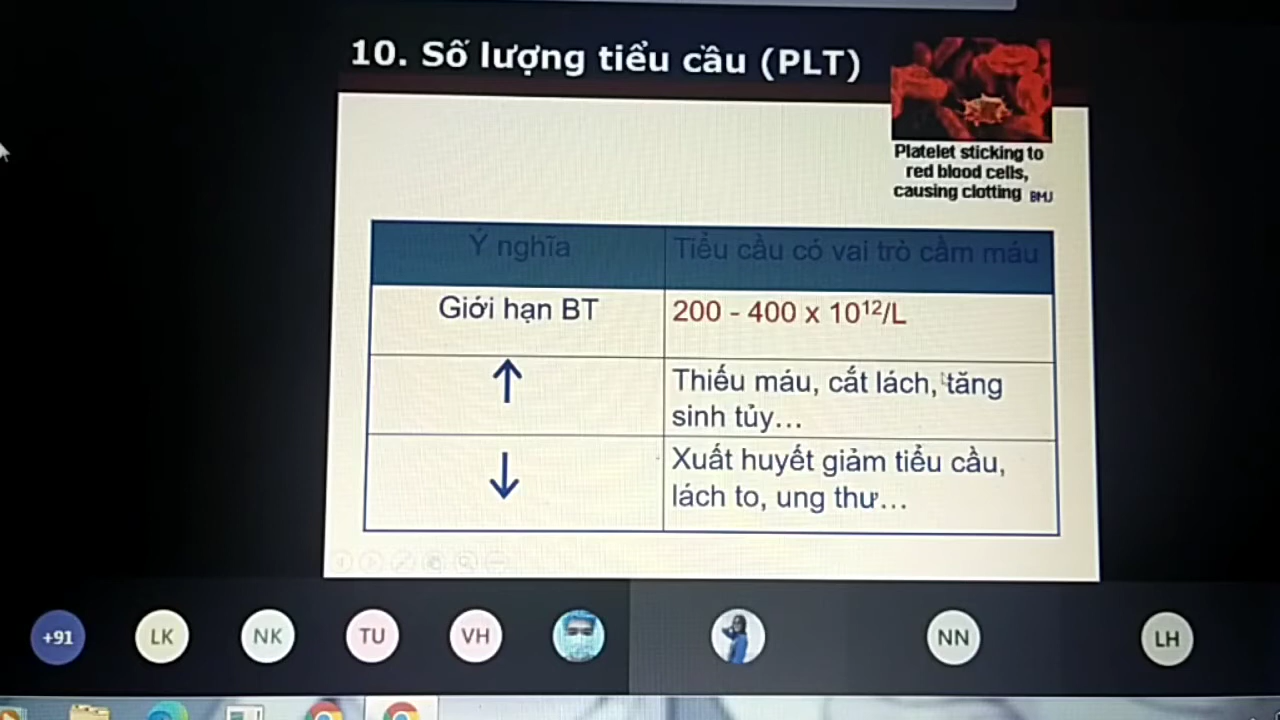 10. Số lượng tiểu cầu (PLT)
Platelet sticking to
red blood cells,
causing clotting BMJ
Ý nghĩa
Tiểu cầu có vai trò cầm máu
Giới hạn BT
200 - 400 x 10¹²/L
↑
Thiếu máu, cắt lách, tăng
sinh tủy...
↓
Xuất huyết giảm tiểu cầu,
lách to, ung thư...
+91
LK
NK
TU
VH
NN
LH